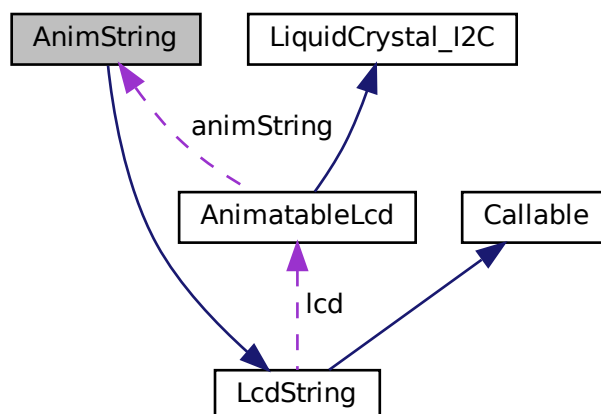 AnimString
LiquidCrystal_I2C
animString
AnimatableLcd
Callable
lcd
LcdString